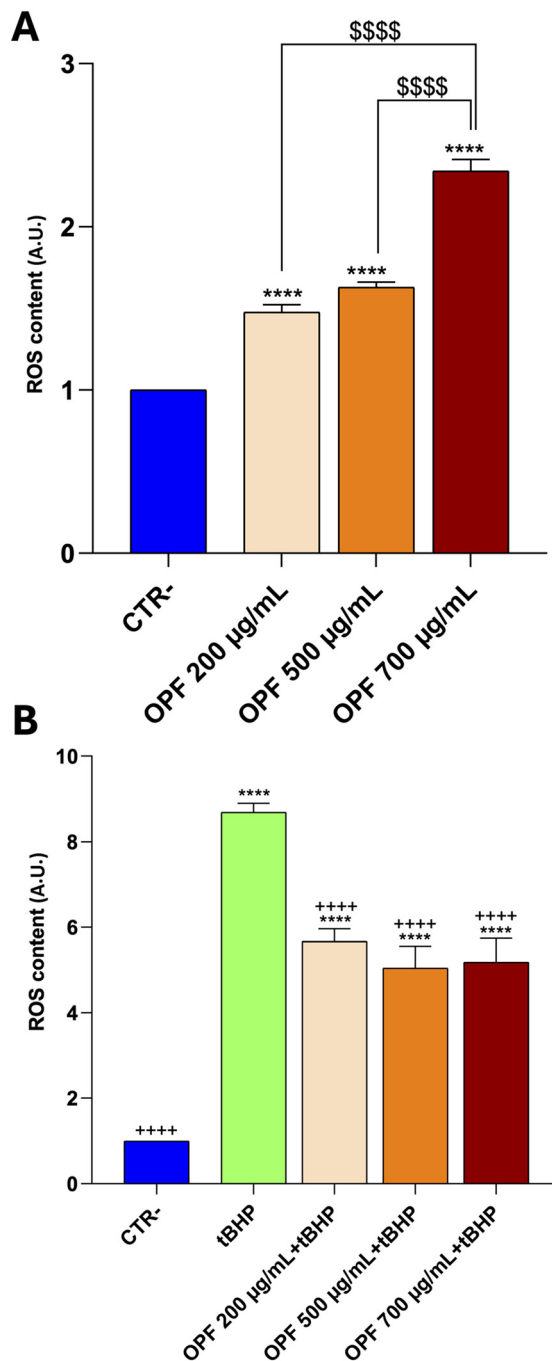 A
$$$$
$$$$
3
****
2
****
****
ROS content (A.U.)
1
0
CTR-
OPF 200 µg/mL
OPF 500 µg/mL
OPF 700 µg/mL
B
10
****
8
++++
****
++++
****
++++
****
6
ROS content (A.U.)
4
2
++++
0
CTR-
tBHP
OPF 200 µg/mL+tBHP
OPF 500 µg/mL+tBHP
OPF 700 µg/mL+tBHP